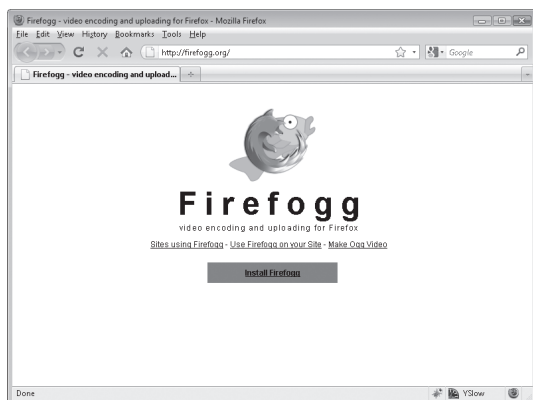 Firefogg - video encoding and uploading for Firefox - Mozilla Firefox
File Edit View History Bookmarks Tools Help
http://firefogg.org/
Google
Firefogg - video encoding and upload...
Firefogg
video encoding and uploading for Firefox
Sites using Firefogg - Use Firefogg on your Site - Make Ogg Video
Install Firefogg
Done
YSlow